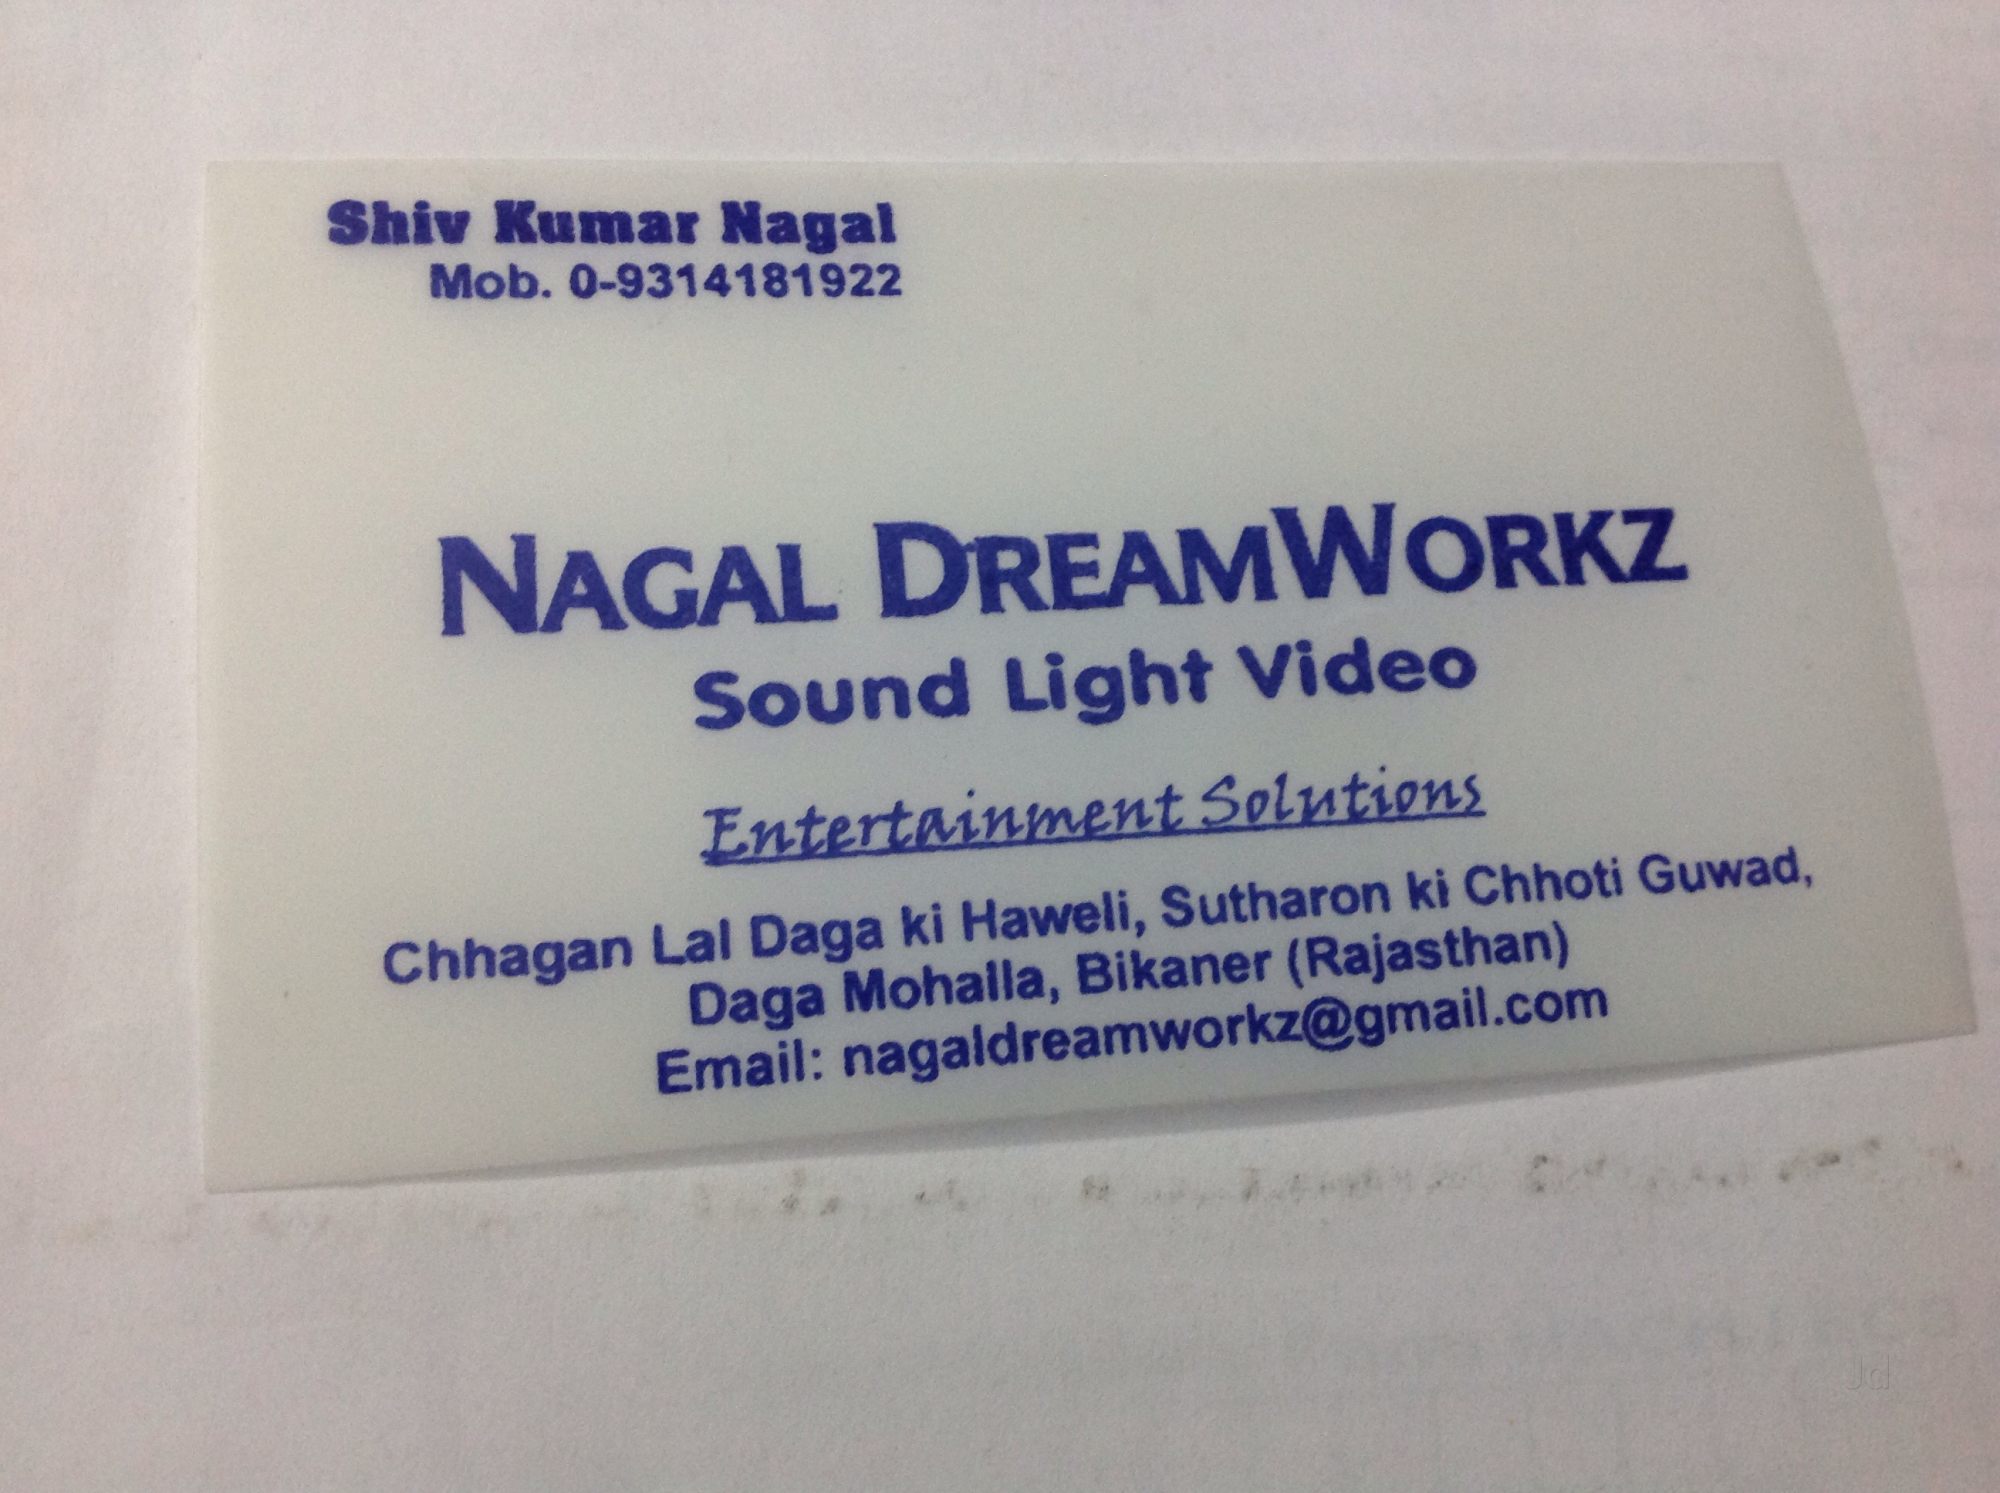 Shiv Kumar Nagal
Mob. 0-9314181922
NAGAL DREAMWORKZ
Sound Light Video
Entertainment Solutions
Chhagan Lal Daga ki Haweli, Sutharon ki Chhoti Guwad,
Daga Mohalla, Bikaner (Rajasthan)
Email: nagaldreamworkz@gmail.com
Jd